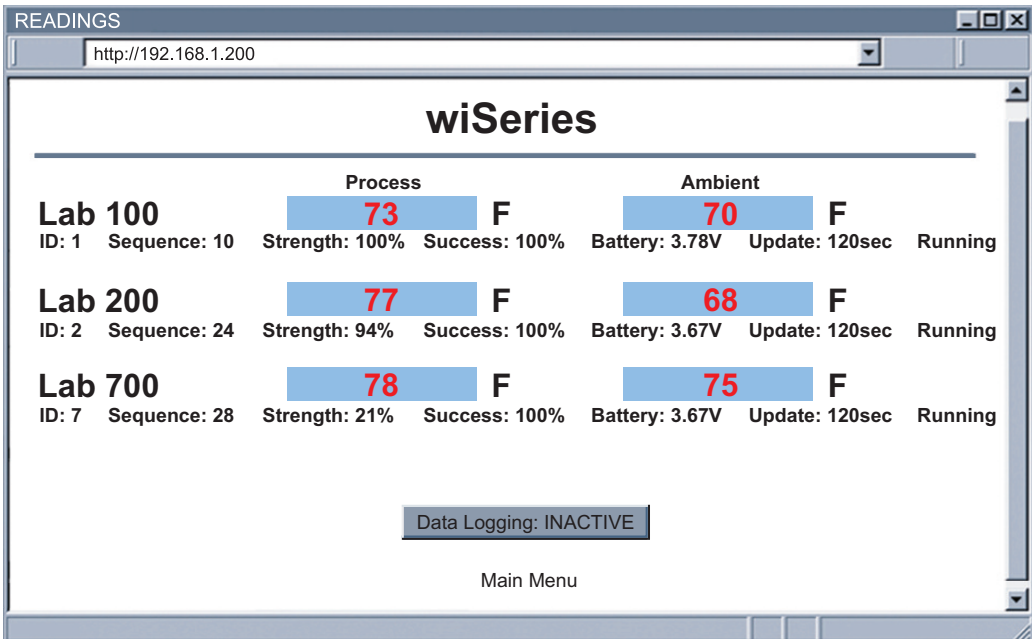 READINGS
http://192.168.1.200
wiSeries
Process Ambient
Lab 100 73 F 70 F
ID: 1 Sequence: 10 Strength: 100% Success: 100% Battery: 3.78V Update: 120sec Running
Lab 200 77 F 68 F
ID: 2 Sequence: 24 Strength: 94% Success: 100% Battery: 3.67V Update: 120sec Running
Lab 700 78 F 75 F
ID: 7 Sequence: 28 Strength: 21% Success: 100% Battery: 3.67V Update: 120sec Running
Data Logging: INACTIVE
Main Menu